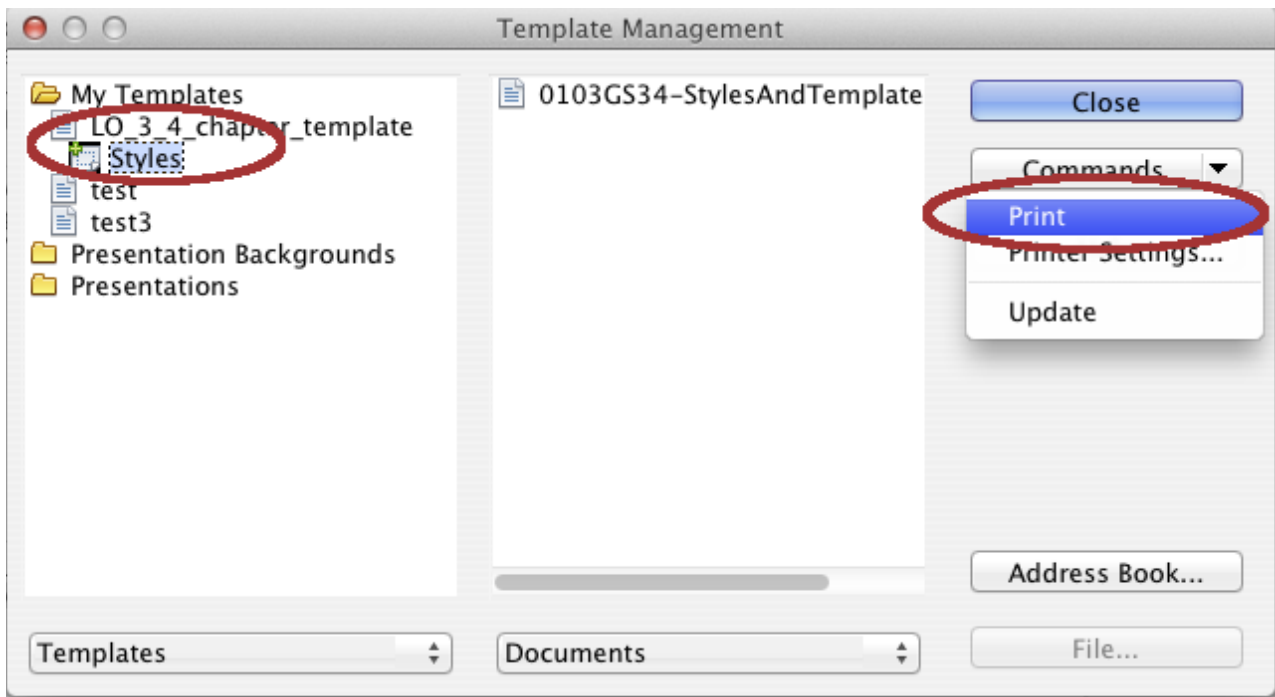 Template Management
My Templates
LO_3_4_chapter_template
Styles
test
test3
Presentation Backgrounds
Presentations
Templates
0103GS34-StylesAndTemplate
Documents
Close
Commands
Print
Printer Settings...
Update
Address Book...
File...